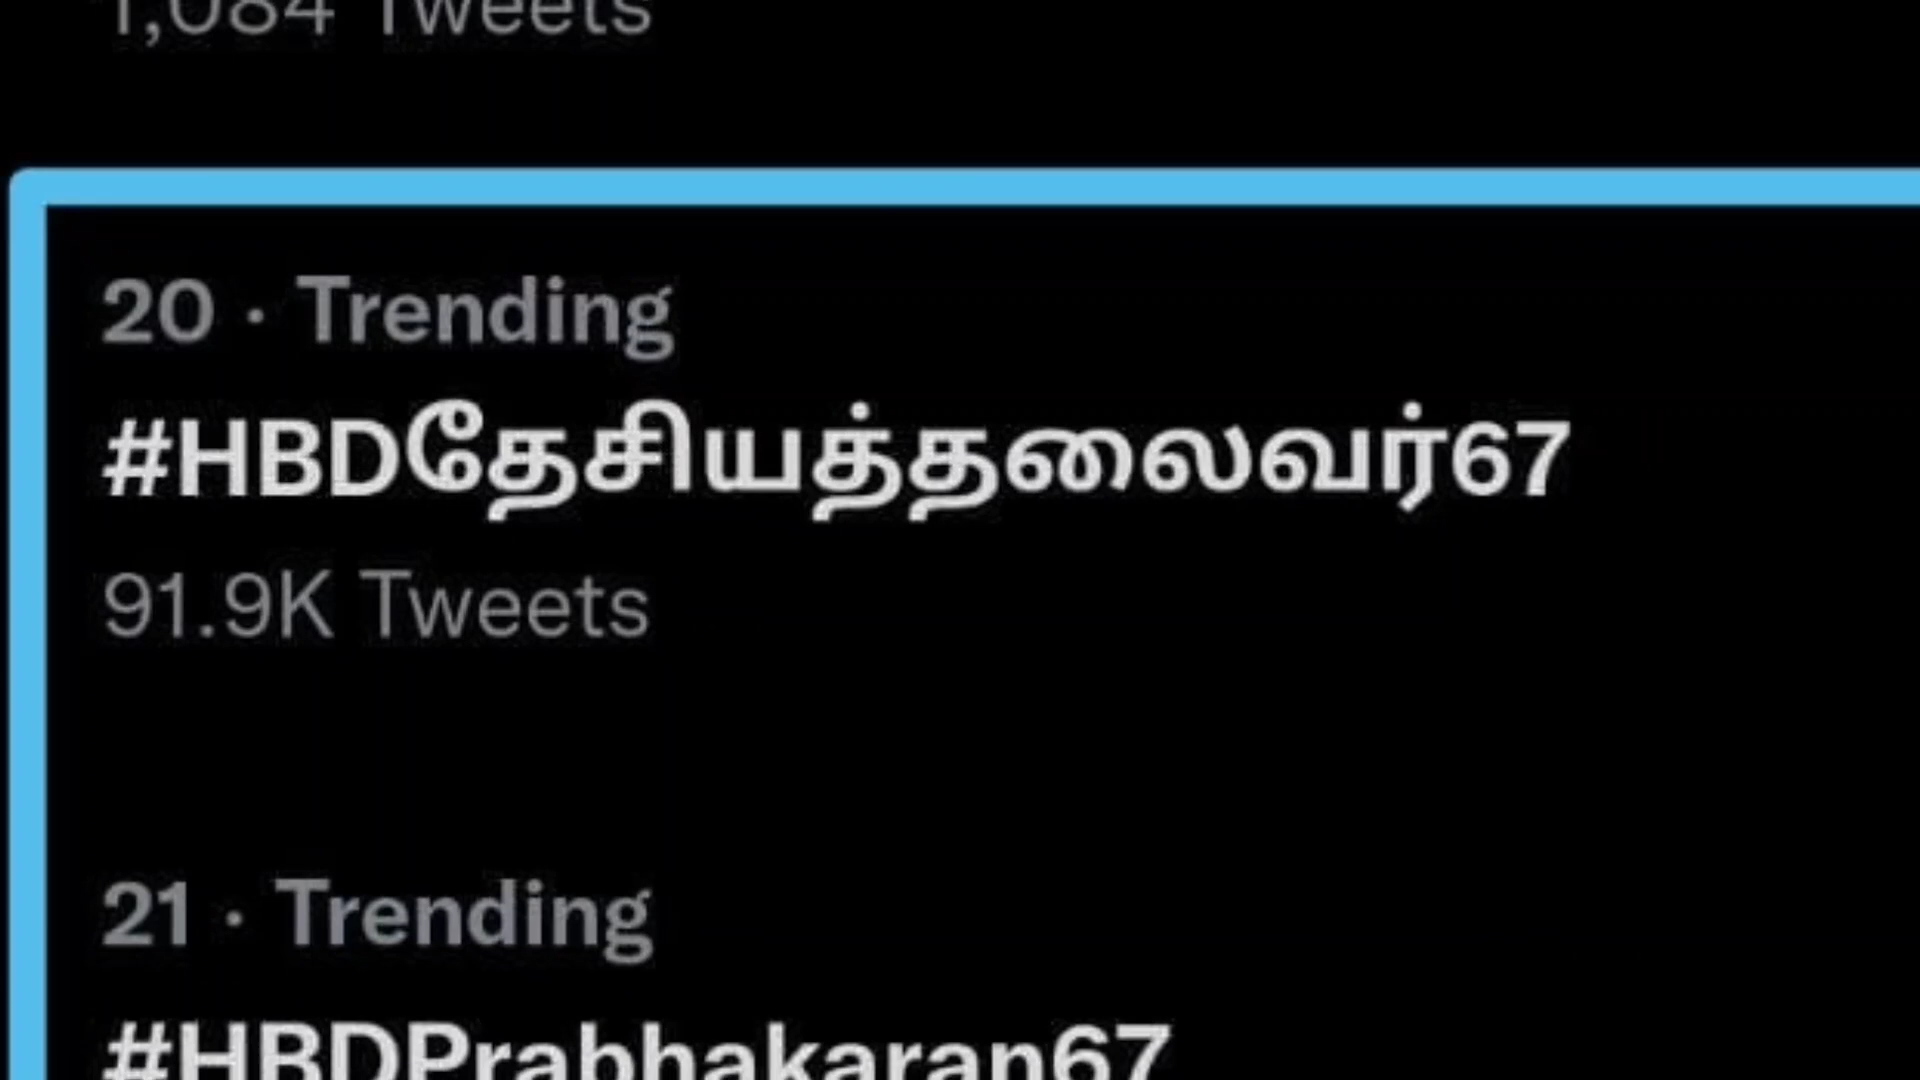 1,084 Tweets
20 · Trending
#HBDதேசியத்தலைவர்67
91.9K Tweets
21 · Trending
#HBDPrabhakaran67